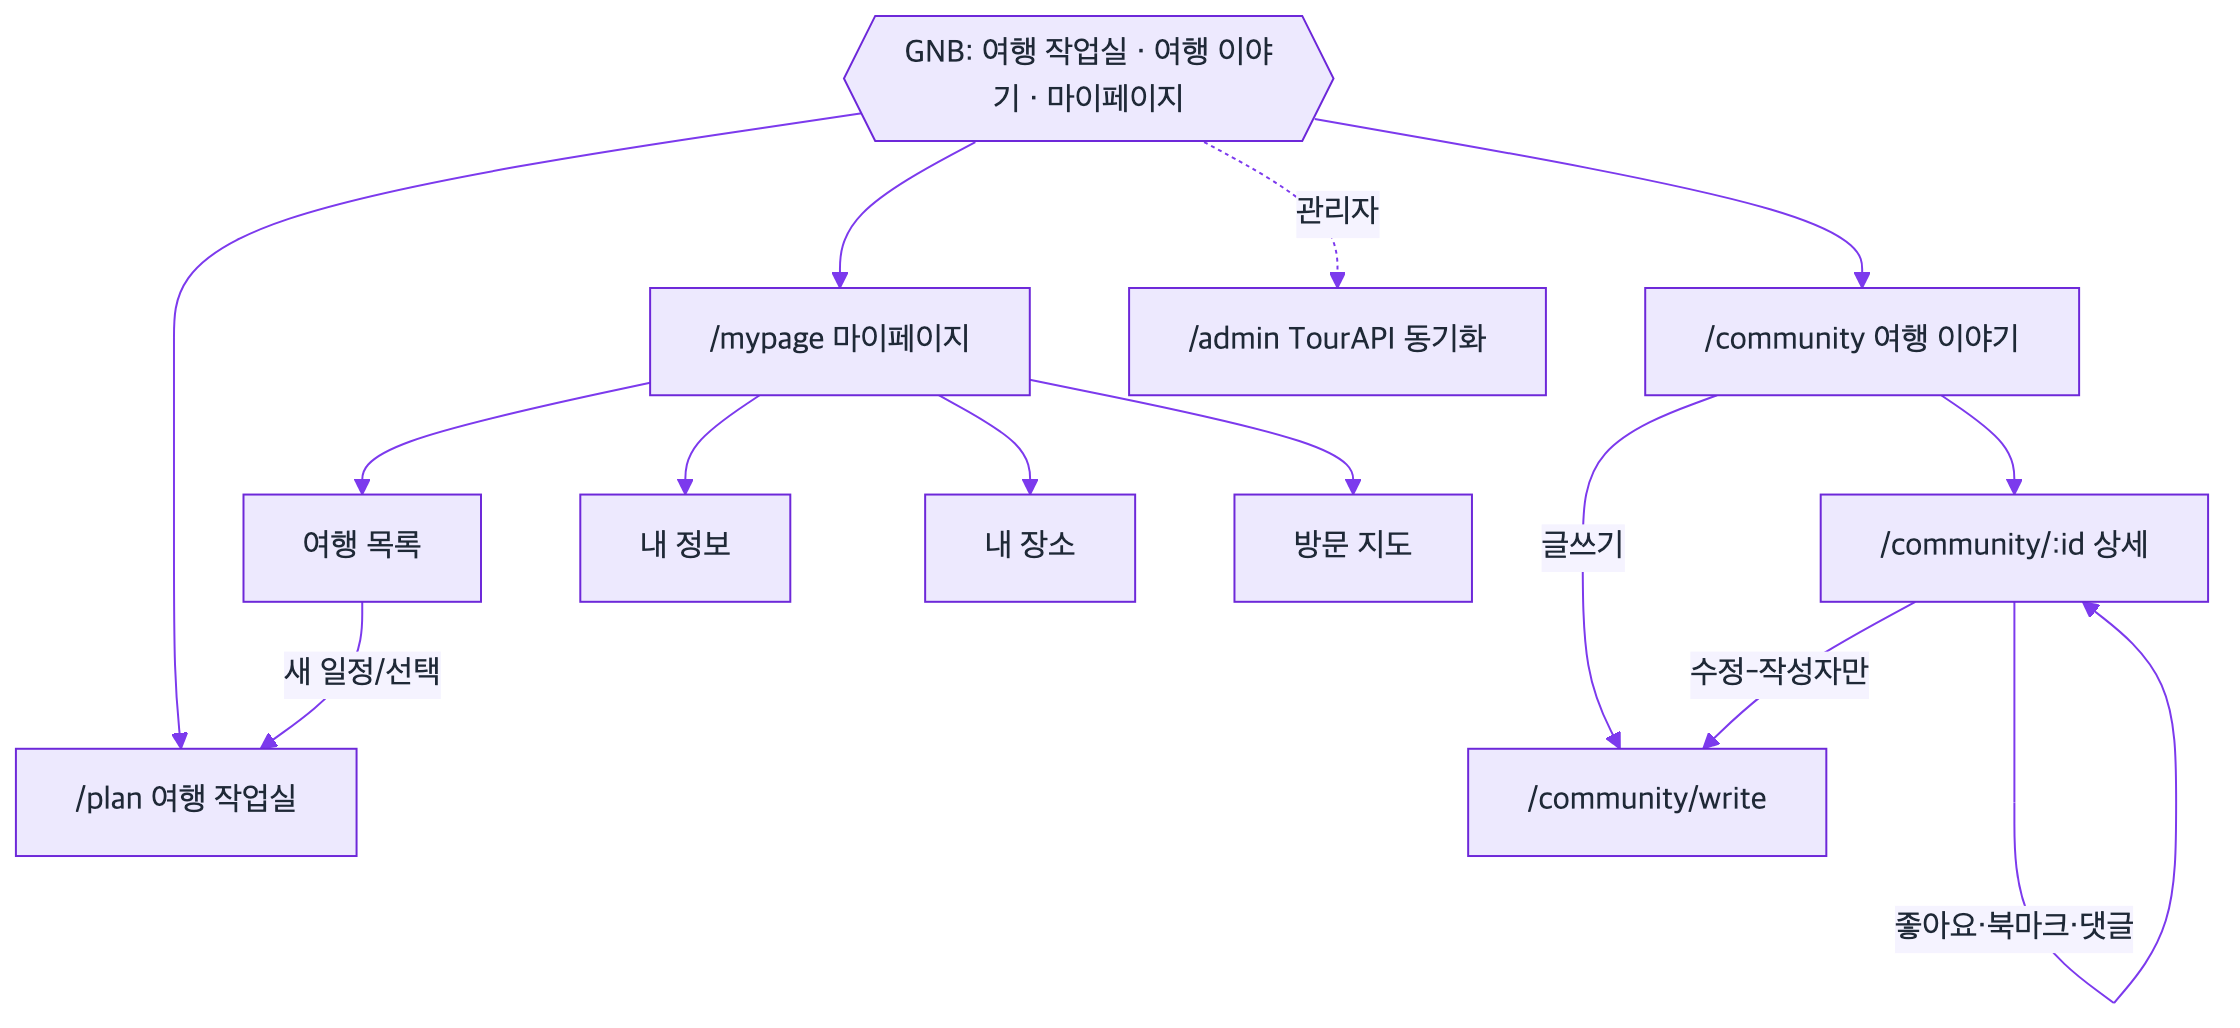 GNB: 여행 작업실 · 여행 이야
기 · 마이페이지
관리자
/mypage 마이페이지
/admin TourAPI 동기화
/community 여행 이야기
여행 목록
내 정보
내 장소
방문 지도
글쓰기
/community/:id 상세
새 일정/선택
수정-작성자만
/plan 여행 작업실
/community/write
좋아요·북마크·댓글